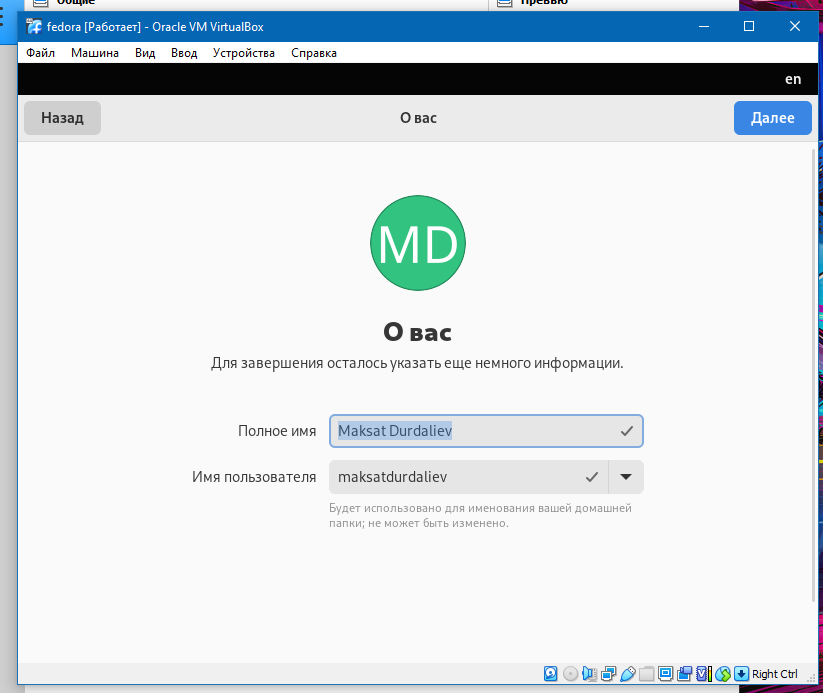 Общие
Превью
fedora [Работает] - Oracle VM VirtualBox
Файл Машина Вид Ввод Устройства Справка
en
Назад
О вас
Далее
MD
О вас
Для завершения осталось указать еще немного информации.
Полное имя
Maksat Durdaliev
Имя пользователя
maksatdurdaliev
Будет использовано для именования вашей домашней
папки; не может быть изменено.
Right Ctrl